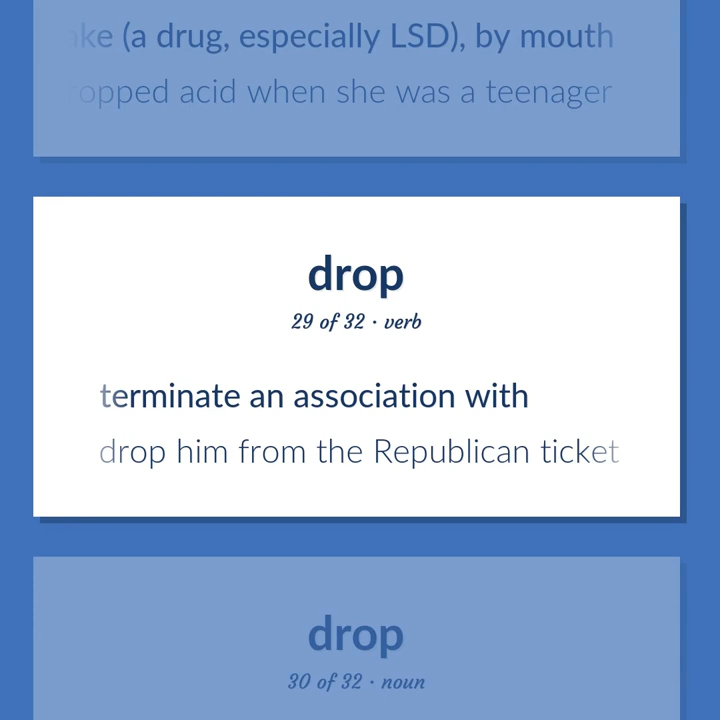 (a drug, especially LSD), by mouth
acid when she was a teenager
drop
29 of 32 · verb
terminate an association with
drop him from the Republican ticket
drop
30 of 32 · noun